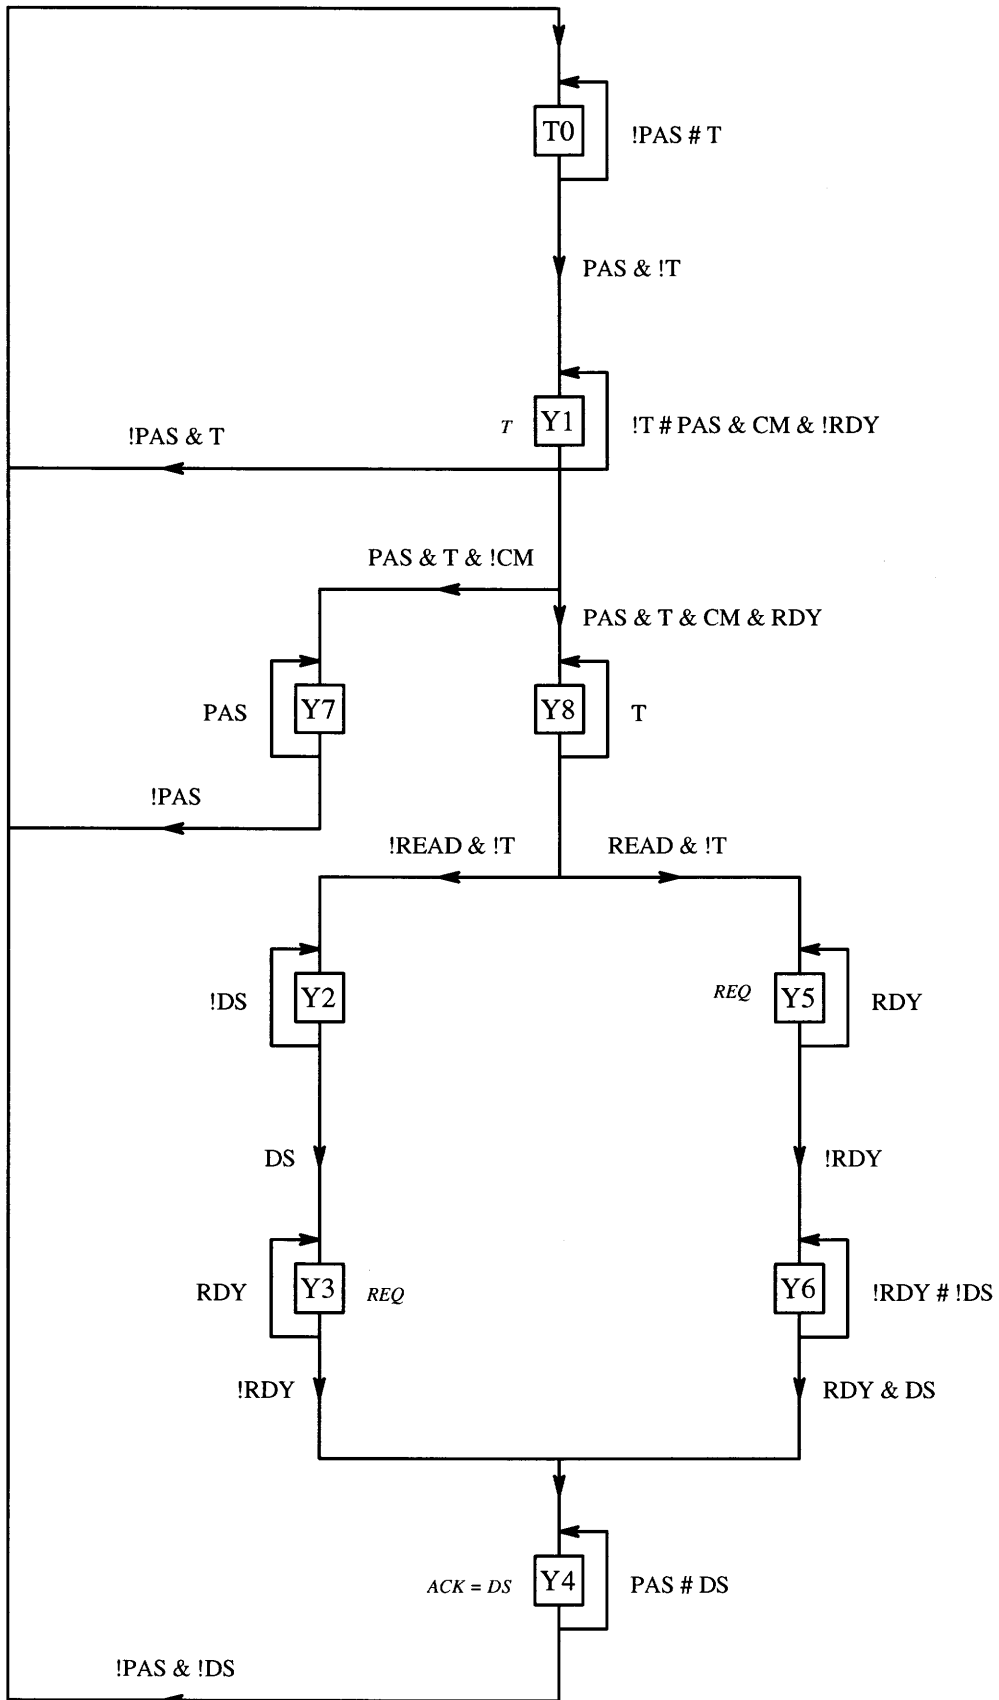 T0
!PAS # T
PAS & !T
T
Y1
!T # PAS & CM & !RDY
!PAS & T
PAS & T & !CM
PAS & T & CM & RDY
PAS
Y7
Y8
T
!PAS
!READ & !T
READ & !T
!DS
Y2
REQ
Y5
RDY
DS
!RDY
RDY
Y3
REQ
Y6
!RDY # !DS
!RDY
RDY & DS
ACK = DS
Y4
PAS # DS
!PAS & !DS